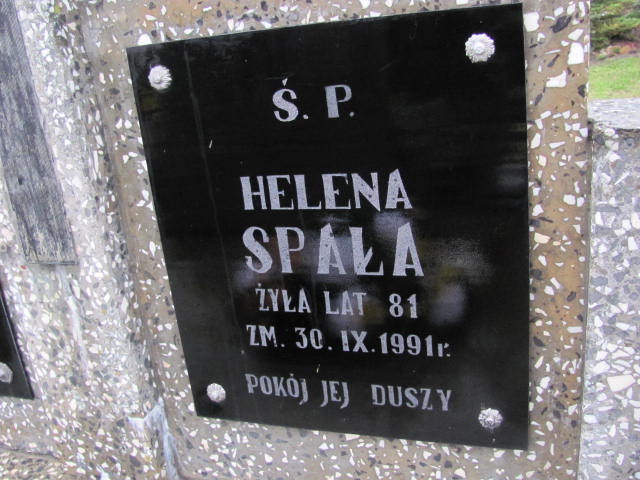 Ś. P.
HELENA
SPAŁA
ŻYŁA LAT 81
ZM. 30.IX.1991r.
POKÓJ JEJ DUSZY